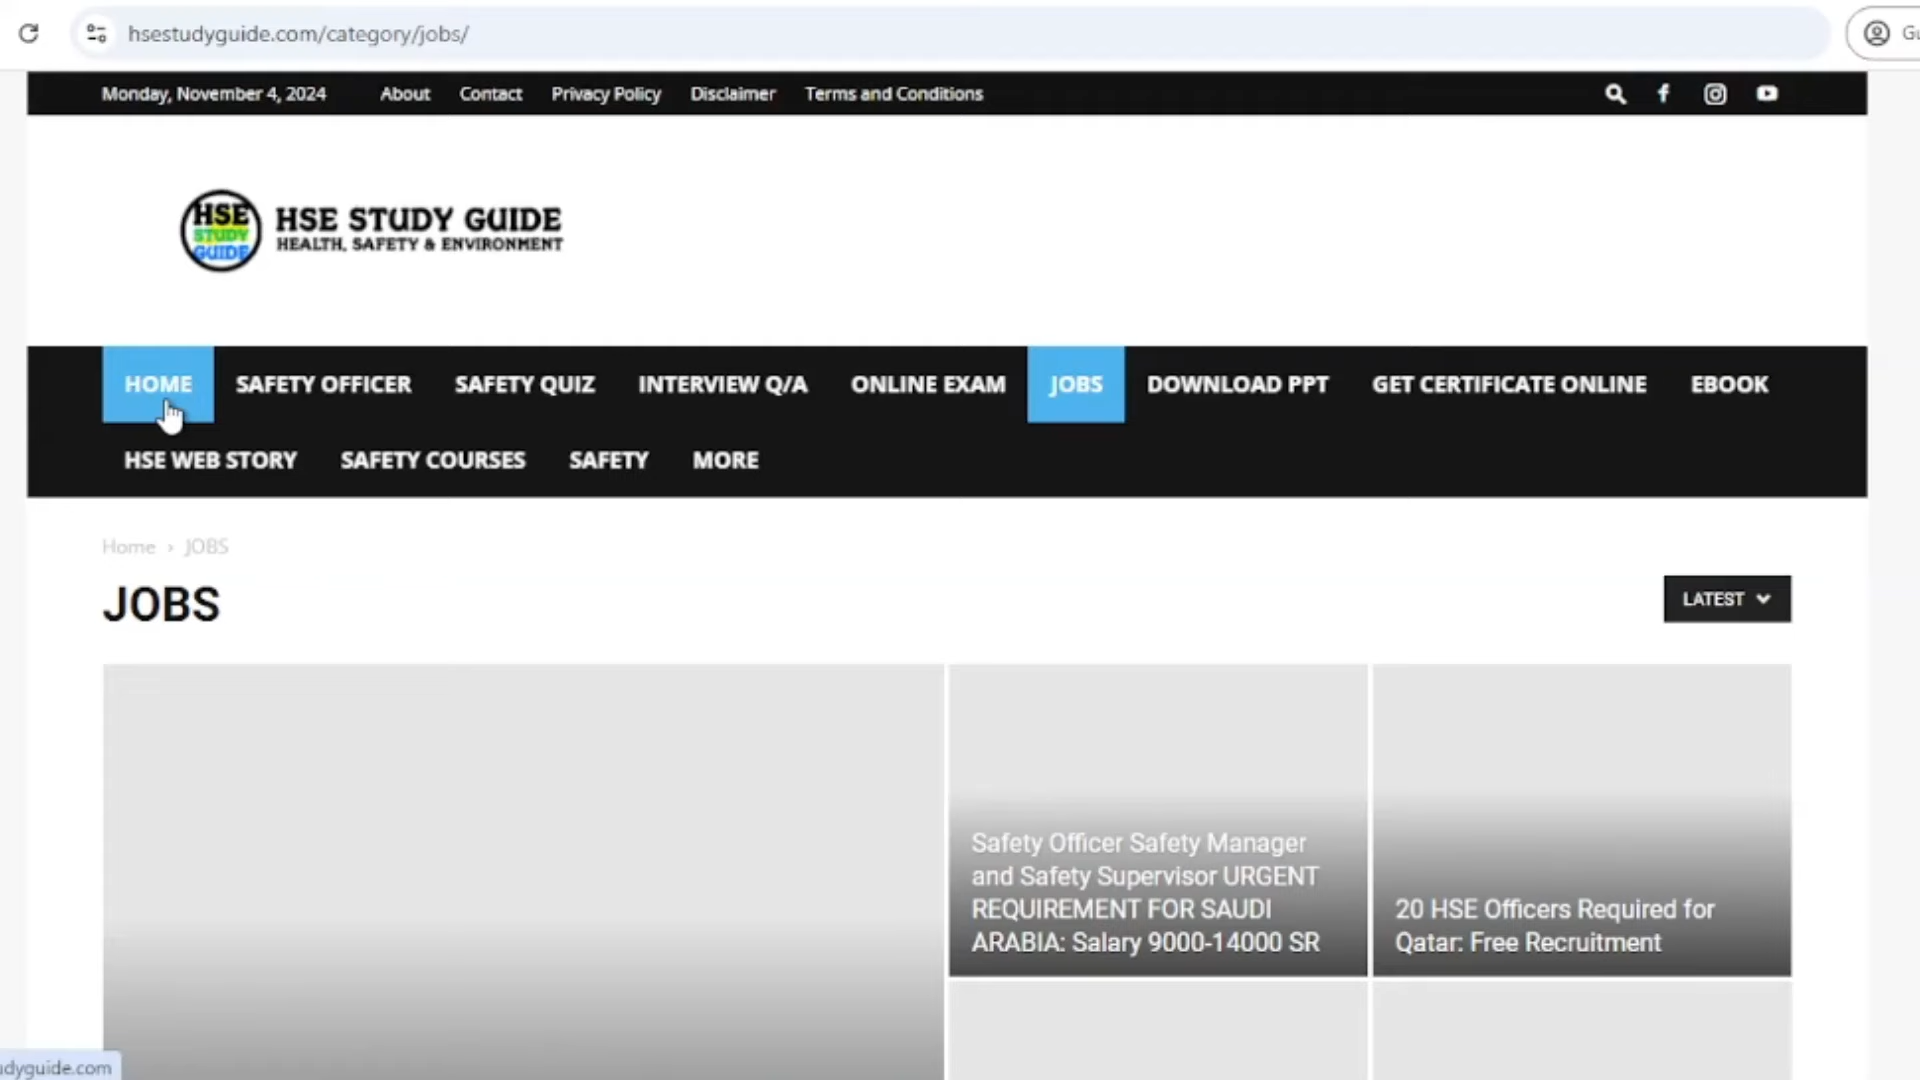 hsestudyguide.com/category/jobs/
Monday, November 4, 2024 About Contact Privacy Policy Disclaimer Terms and Conditions
HSE
STUDY
GUIDE
HSE STUDY GUIDE
HEALTH, SAFETY & ENVIRONMENT
HOME SAFETY OFFICER SAFETY QUIZ INTERVIEW Q/A ONLINE EXAM JOBS DOWNLOAD PPT GET CERTIFICATE ONLINE EBOOK
HSE WEB STORY SAFETY COURSES SAFETY MORE
Home › JOBS
JOBS
LATEST
Safety Officer Safety Manager
and Safety Supervisor URGENT
REQUIREMENT FOR SAUDI
ARABIA: Salary 9000-14000 SR
20 HSE Officers Required for
Qatar: Free Recruitment
udyguide.com